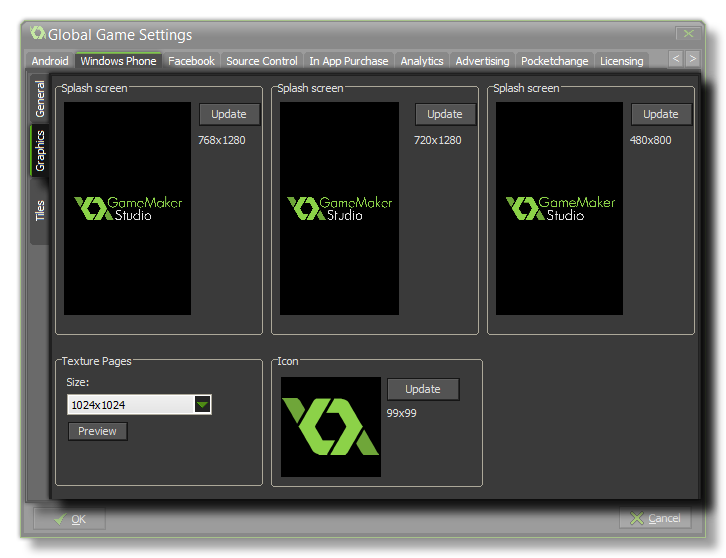 Global Game Settings
Android Windows Phone Facebook Source Control In App Purchase Analytics Advertising Pocketchange Licensing < >
General
Graphics
Tiles
Splash screen
Update
768x1280
GameMaker
Studio
Splash screen
Update
720x1280
GameMaker
Studio
Splash screen
Update
480x800
GameMaker
Studio
Texture Pages
Size:
1024x1024
Preview
Icon
Update
99x99
OK
Cancel